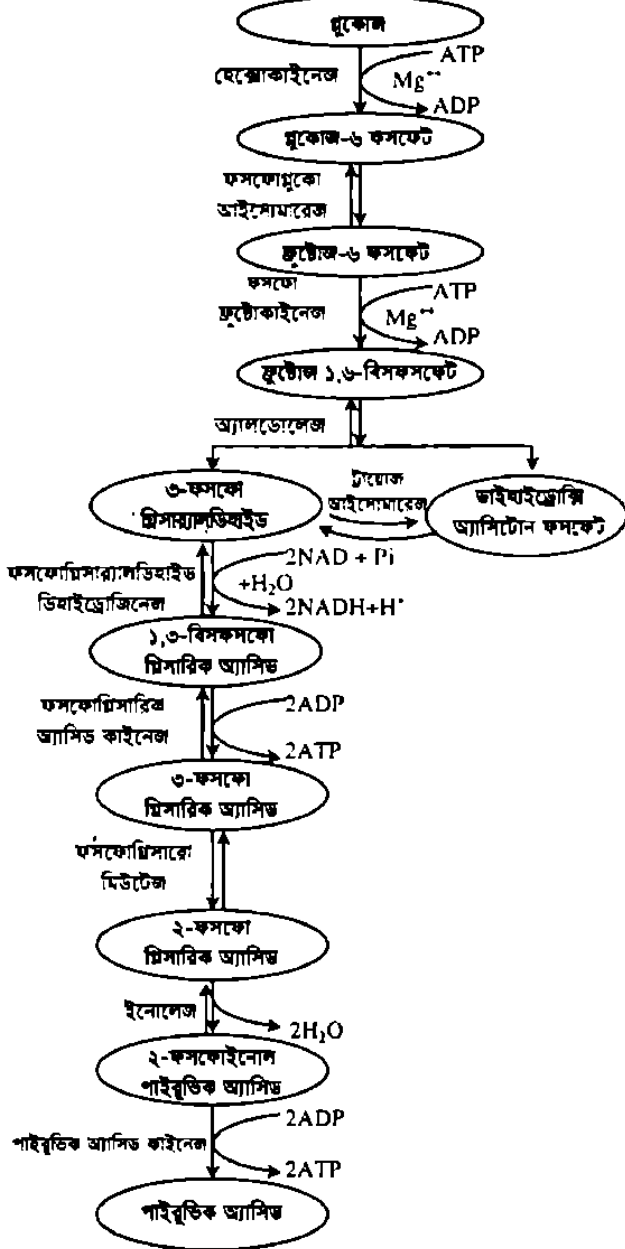 গ্লুকোজ
ATP
হেক্সোকাইনেজ
Mg⁺⁺
ADP
গ্লুকোজ-৬ ফসফেট
ফসফোগ্লুকো
আইসোমারেজ
ফ্রুক্টোজ-৬ ফসফেট
ফসফো
ফ্রুক্টোকাইনেজ
ATP
Mg⁺⁺
ADP
ফ্রুক্টোজ ১,৬-বিসফসফেট
অ্যালডোলেজ
৩-ফসফো
গ্লিসার‍্যালডিহাইড
ট্রায়োজ
আইসোমারেজ
ডাইহাইড্রোক্সি
অ্যাসিটোন ফসফেট
ফসফোগ্লিসার‍্যালডিহাইড
ডিহাইড্রোজিনেজ
2NAD + Pi
+H₂O
2NADH+H⁺
১,৩-বিসফসফো
গ্লিসারিক অ্যাসিড
ফসফোগ্লিসারিক
অ্যাসিড কাইনেজ
2ADP
2ATP
৩-ফসফো
গ্লিসারিক অ্যাসিড
ফসফোগ্লিসারো
মিউটেজ
২-ফসফো
গ্লিসারিক অ্যাসিড
ইনোলেজ
2H₂O
২-ফসফোইনোল
পাইরুভিক অ্যাসিড
পাইরুভিক অ্যাসিড কাইনেজ
2ADP
2ATP
পাইরুভিক অ্যাসিড